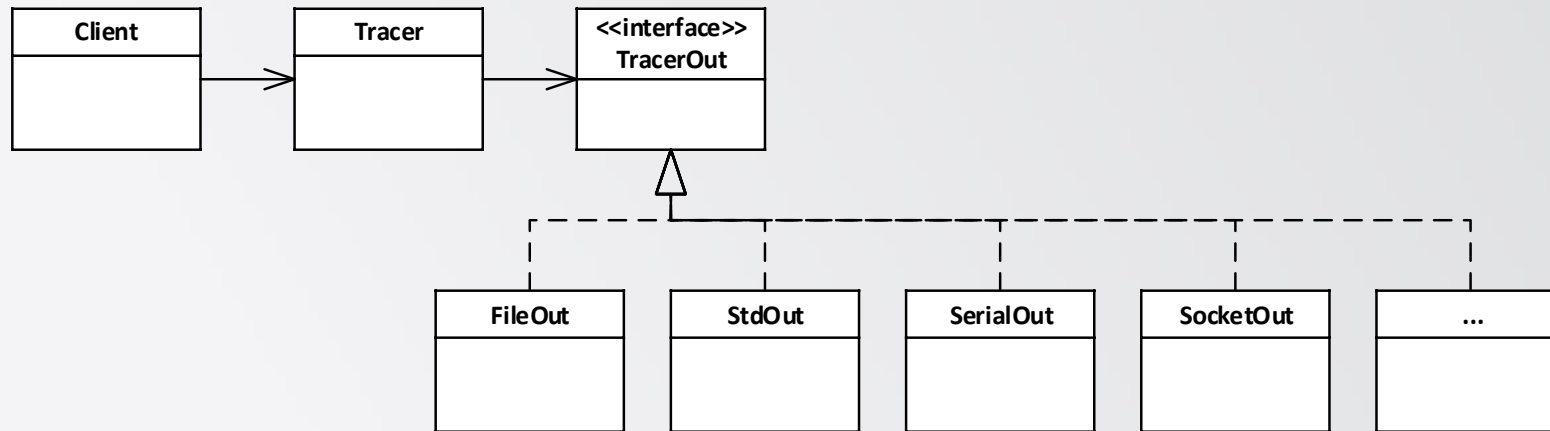 Client
Tracer
<<interface>>
TracerOut
FileOut
StdOut
SerialOut
SocketOut
...